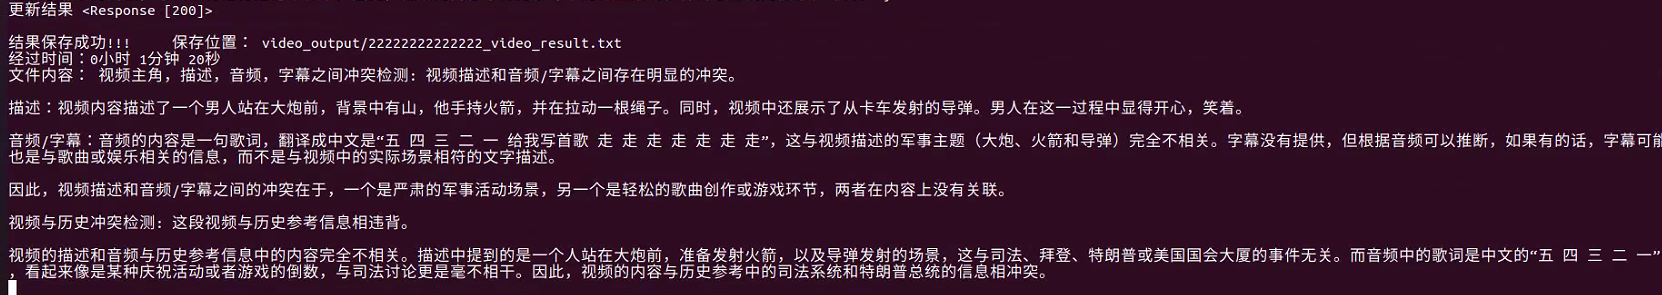 更新结果 <Response [200]>
结果保存成功!!!     保存位置： video_output/22222222222222_video_result.txt
经过时间：0小时 1分钟 20秒
文件内容： 视频主角，描述，音频，字幕之间冲突检测: 视频描述和音频/字幕之间存在明显的冲突。
描述：视频内容描述了一个男人站在大炮前，背景中有山，他手持火箭，并在拉动一根绳子。同时，视频中还展示了从卡车发射的导弹。男人在这一过程中显得开心，笑着。
音频/字幕：音频的内容是一句歌词，翻译成中文是“五 四 三 二 一 给我写首歌 走 走 走 走 走 走 走”，这与视频描述的军事主题（大炮、火箭和导弹）完全不相关。字幕没有提供，但根据音频可以推断，如果有的话，字幕可能
也是与歌曲或娱乐相关的信息，而不是与视频中的实际场景相符的文字描述。
因此，视频描述和音频/字幕之间的冲突在于，一个是严肃的军事活动场景，另一个是轻松的歌曲创作或游戏环节，两者在内容上没有关联。
视频与历史冲突检测: 这段视频与历史参考信息相违背。
视频的描述和音频与历史参考信息中的内容完全不相关。描述中提到的是一个人站在大炮前，准备发射火箭，以及导弹发射的场景，这与司法、拜登、特朗普或美国国会大厦的事件无关。而音频中的歌词是中文的“五 四 三 二 一”
，看起来像是某种庆祝活动或者游戏的倒数，与司法讨论更是毫不相干。因此，视频的内容与历史参考中的司法系统和特朗普总统的信息相冲突。